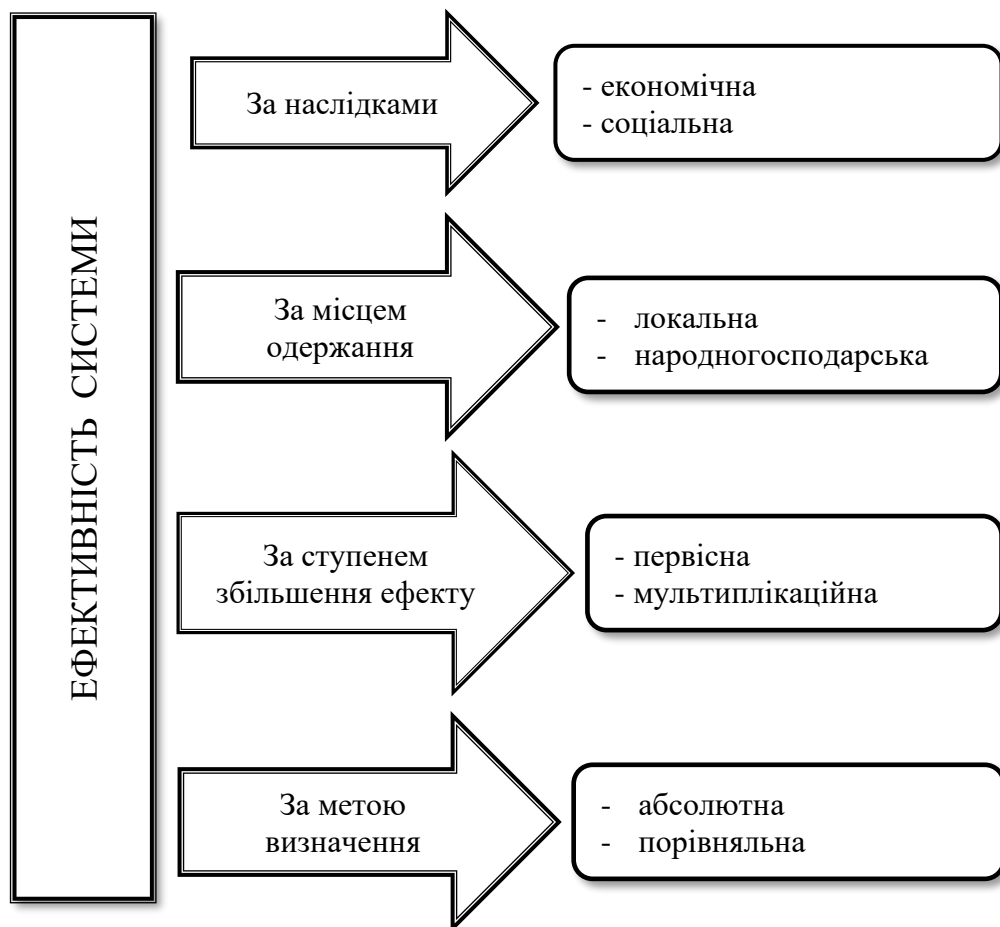 ЕФЕКТИВНІСТЬ СИСТЕМИ
За наслідками
- економічна
- соціальна
За місцем
одержання
- локальна
- народногосподарська
За ступенем
збільшення ефекту
- первісна
- мультиплікаційна
За метою
визначення
- абсолютна
- порівняльна